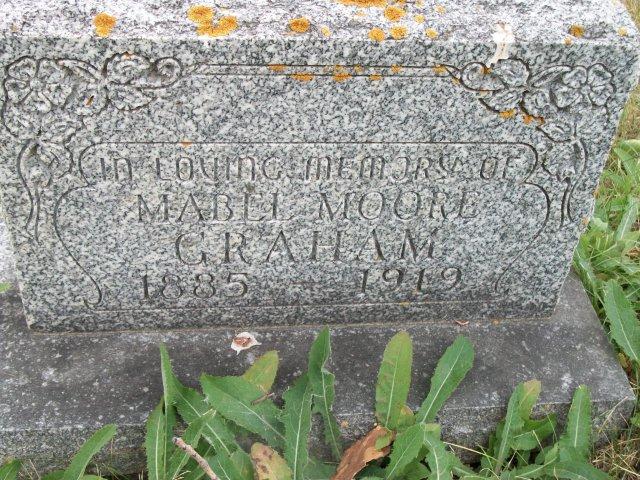 IN LOVING MEMORY OF
MABEL MOORE
GRAHAM
1885 — 1919